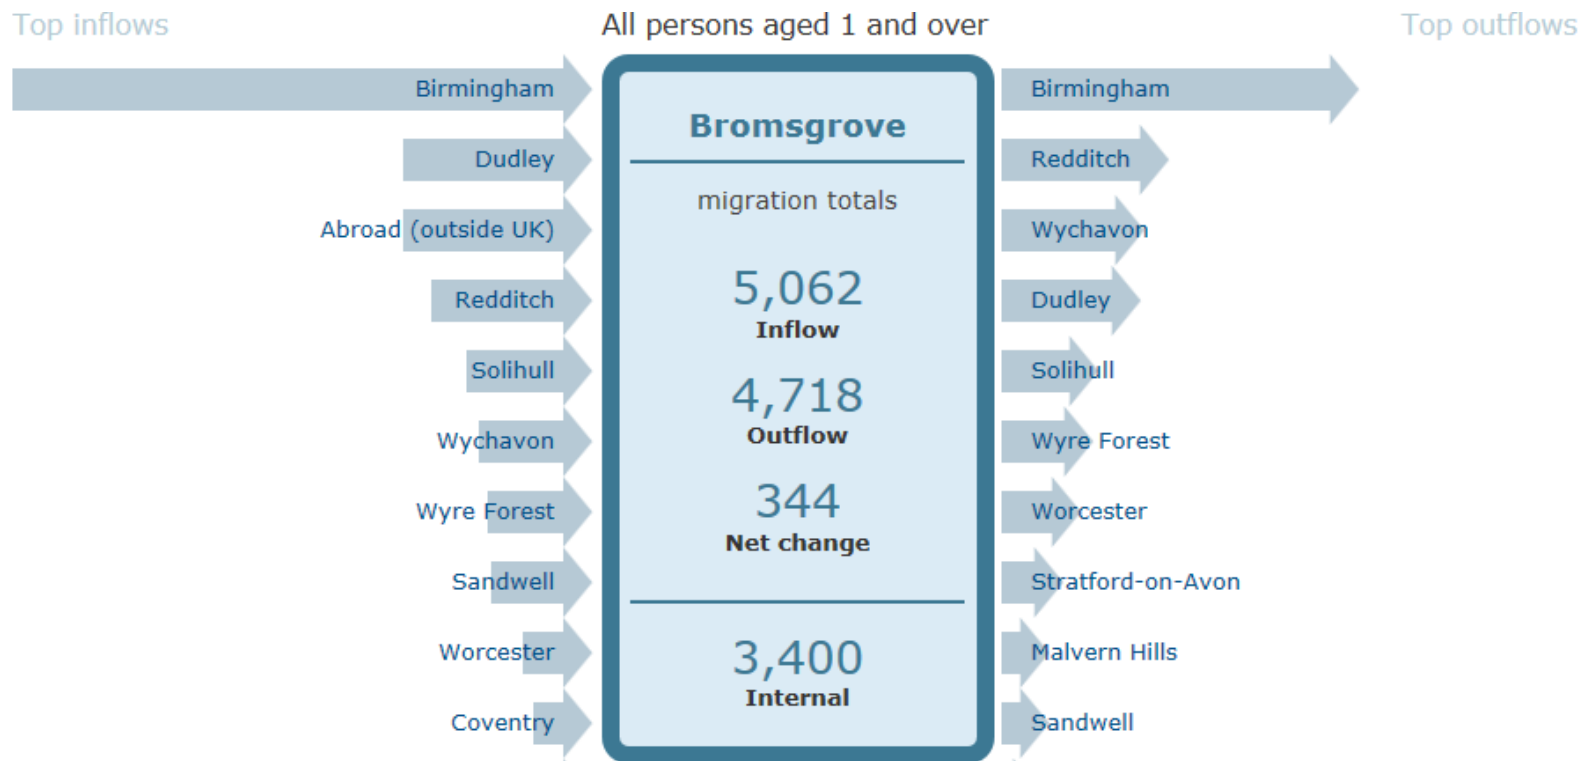 Top inflows
All persons aged 1 and over
Top outflows
Birmingham
Dudley
Abroad (outside UK)
Redditch
Solihull
Wychavon
Wyre Forest
Sandwell
Worcester
Coventry
Bromsgrove
migration totals
5,062
Inflow
4,718
Outflow
344
Net change
3,400
Internal
Birmingham
Redditch
Wychavon
Dudley
Solihull
Wyre Forest
Worcester
Stratford-on-Avon
Malvern Hills
Sandwell